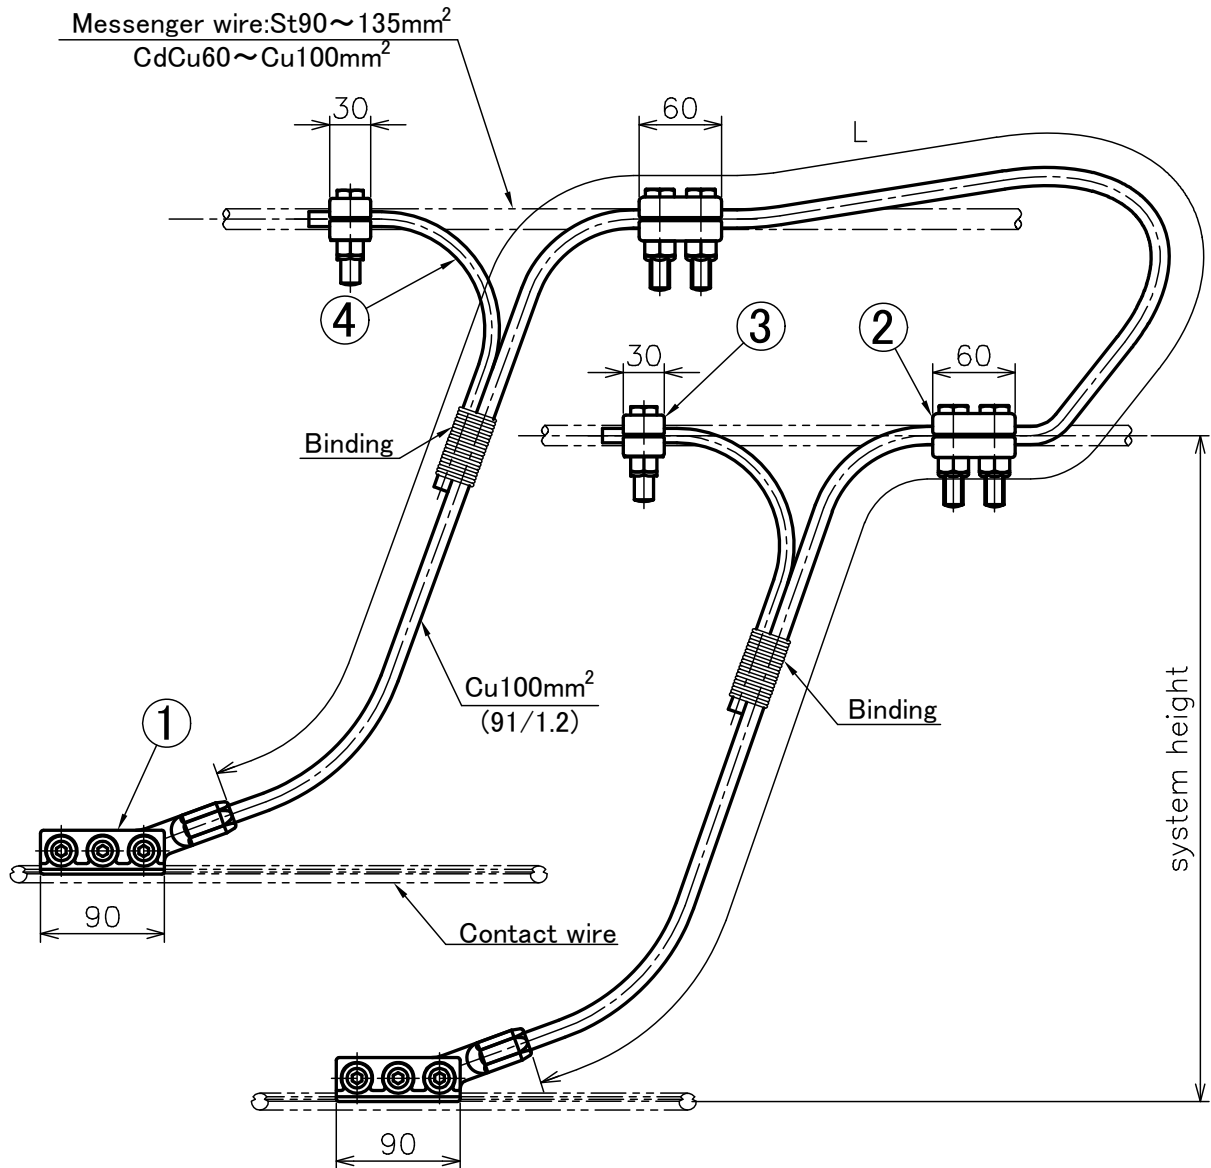 Messenger wire:St90～135mm²
CdCu60～Cu100mm²
30
60
L
④
③
②
30
60
Binding
Cu100mm²
(91/1.2)
Binding
system height
①
90
Contact wire
90